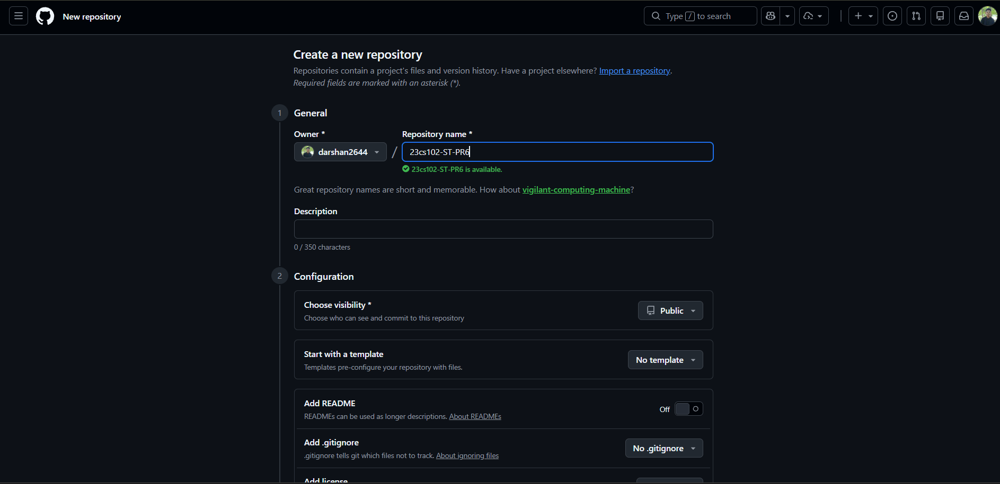 New repository
Type / to search
Create a new repository
Repositories contain a project's files and version history. Have a project elsewhere? Import a repository.
Required fields are marked with an asterisk (*).
1 General
Owner * Repository name *
darshan2644 / 23cs102-ST-PR6
23cs102-ST-PR6 is available.
Great repository names are short and memorable. How about vigilant-computing-machine?
Description
0 / 350 characters
2 Configuration
Choose visibility *
Choose who can see and commit to this repository
Public
Start with a template
Templates pre-configure your repository with files.
No template
Add README
READMEs can be used as longer descriptions. About READMEs
Off
Add .gitignore
.gitignore tells git which files not to track. About ignoring files
No .gitignore
Add license